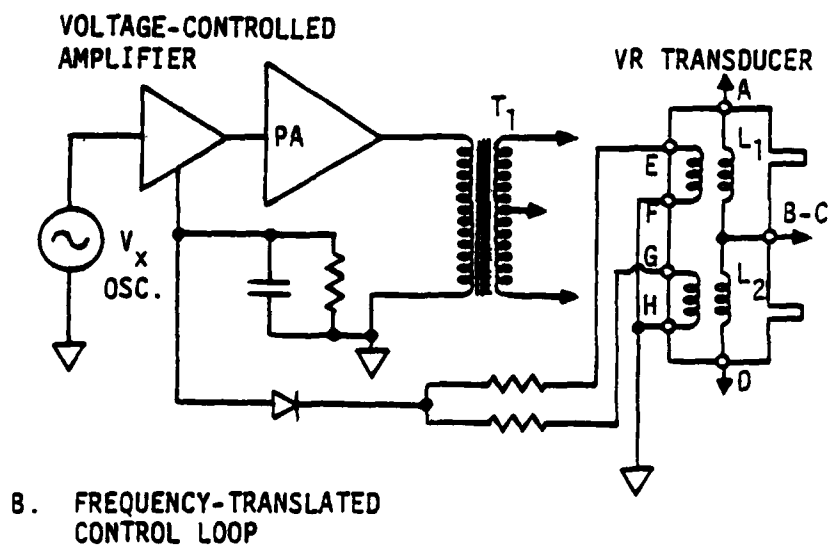 VOLTAGE-CONTROLLED
AMPLIFIER
VR TRANSDUCER
A
T1
PA
L1
E
F
B-C
Vx
OSC.
G
L2
H
D
B. FREQUENCY-TRANSLATED
CONTROL LOOP